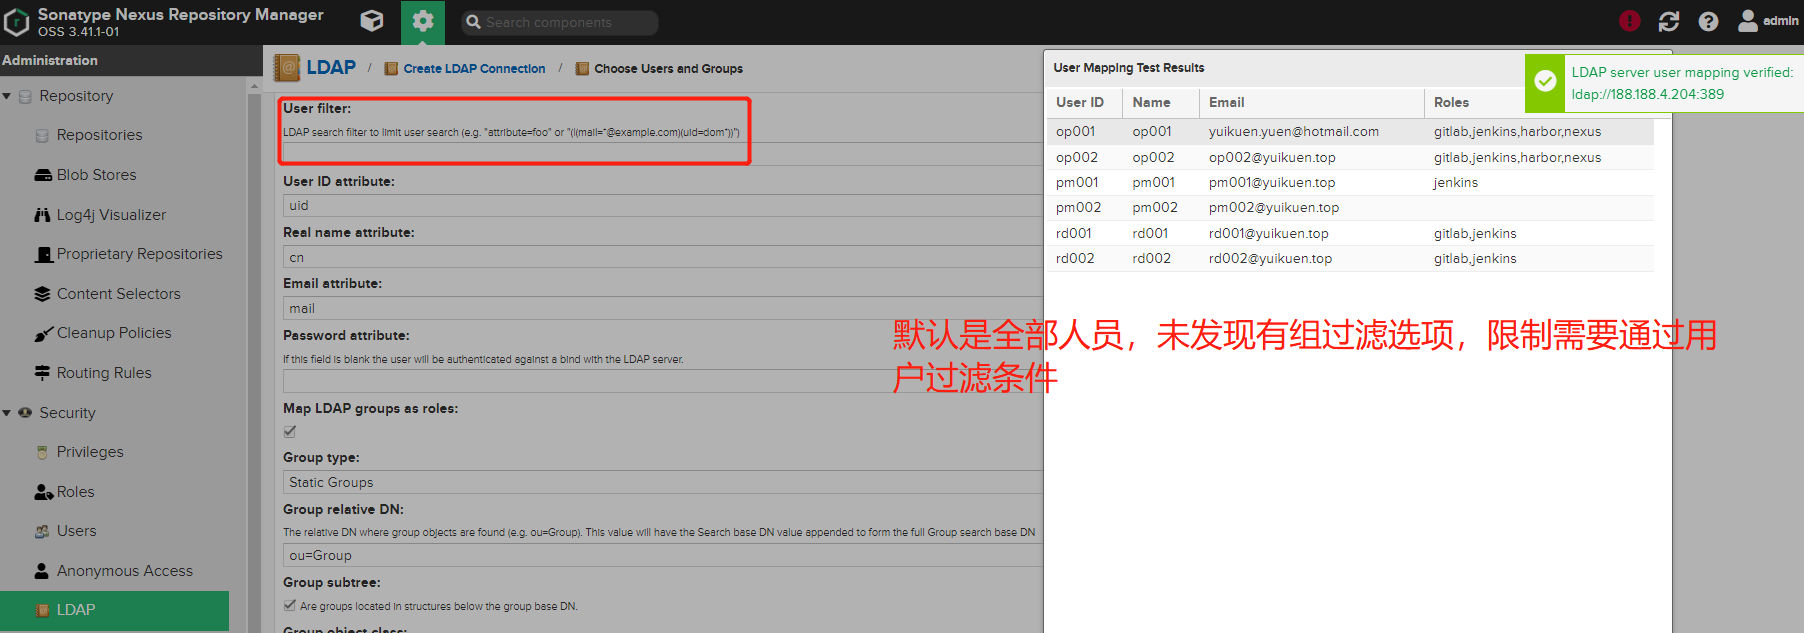 Sonatype Nexus Repository Manager
OSS 3.41.1-01
Search components
admin
Administration
Repository
Repositories
Blob Stores
Log4j Visualizer
Proprietary Repositories
Content Selectors
Cleanup Policies
Routing Rules
Security
Privileges
Roles
Users
Anonymous Access
LDAP
LDAP / Create LDAP Connection / Choose Users and Groups
User filter:
LDAP search filter to limit user search (e.g. "attribute=foo" or "(|(mail=*@example.com)(uid=dom*))")
User ID attribute:
uid
Real name attribute:
cn
Email attribute:
mail
Password attribute:
If this field is blank the user will be authenticated against a bind with the LDAP server.
Map LDAP groups as roles:
Group type:
Static Groups
Group relative DN:
The relative DN where group objects are found (e.g. ou=Group). This value will have the Search base DN value appended to form the full Group search base DN
ou=Group
Group subtree:
Are groups located in structures below the group base DN.
Group object class:
User Mapping Test Results
User ID Name Email Roles
op001 op001 yuikuen.yuen@hotmail.com gitlab,jenkins,harbor,nexus
op002 op002 op002@yuikuen.top gitlab,jenkins,harbor,nexus
pm001 pm001 pm001@yuikuen.top jenkins
pm002 pm002 pm002@yuikuen.top
rd001 rd001 rd001@yuikuen.top gitlab,jenkins
rd002 rd002 rd002@yuikuen.top gitlab,jenkins
LDAP server user mapping verified:
ldap://188.188.4.204:389
默认是全部人员，未发现有组过滤选项，限制需要通过用
户过滤条件